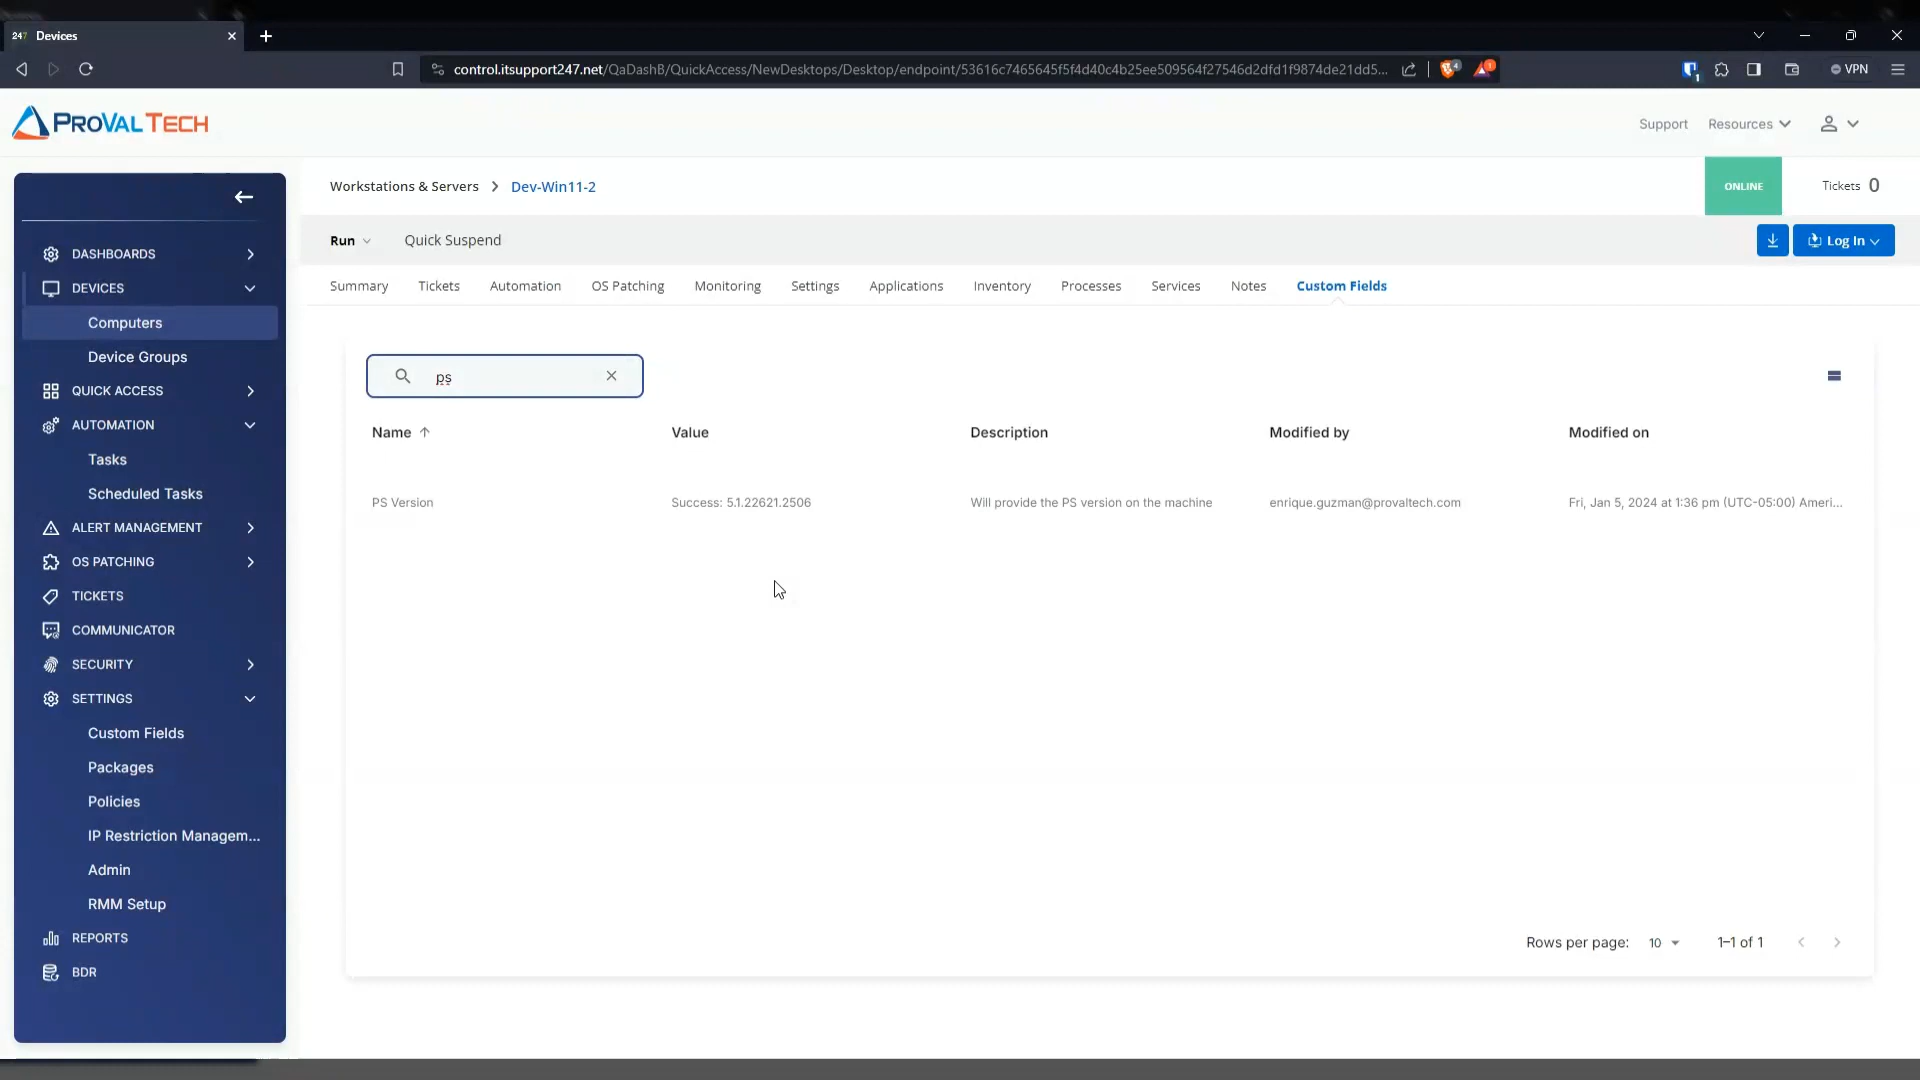 247 Devices
control.itsupport247.net/QaDashB/QuickAccess/NewDesktops/Desktop/endpoint/53616c7465645f5f4d40c4b25ee509564f27546d2dfd1f9874de21dd5...
4
1
1
VPN
PROVAL TECH
Support
Resources
Workstations & Servers
Dev-Win11-2
ONLINE
Tickets 0
Run
Quick Suspend
Log In
Summary
Tickets
Automation
OS Patching
Monitoring
Settings
Applications
Inventory
Processes
Services
Notes
Custom Fields
DASHBOARDS
DEVICES
Computers
Device Groups
QUICK ACCESS
AUTOMATION
Tasks
Scheduled Tasks
ALERT MANAGEMENT
OS PATCHING
TICKETS
COMMUNICATOR
SECURITY
SETTINGS
Custom Fields
Packages
Policies
IP Restriction Managem...
Admin
RMM Setup
REPORTS
BDR
ps
Name
Value
Description
Modified by
Modified on
PS Version
Success: 5.1.22621.2506
Will provide the PS version on the machine
enrique.guzman@provaltech.com
Fri, Jan 5, 2024 at 1:36 pm (UTC-05:00) Ameri...
Rows per page: 10
1–1 of 1